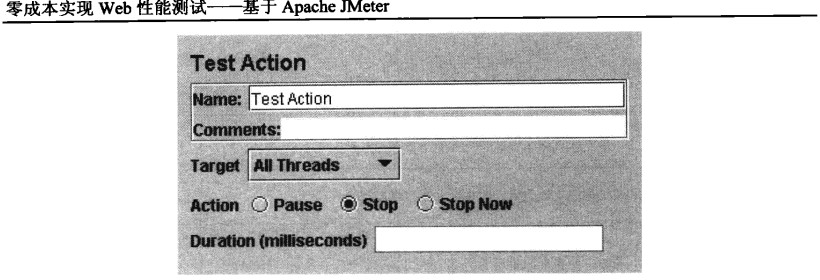 零成本实现 Web 性能测试——基于 Apache JMeter
Test Action
Name: Test Action
Comments:
Target All Threads
Action Pause Stop Stop Now
Duration (milliseconds)